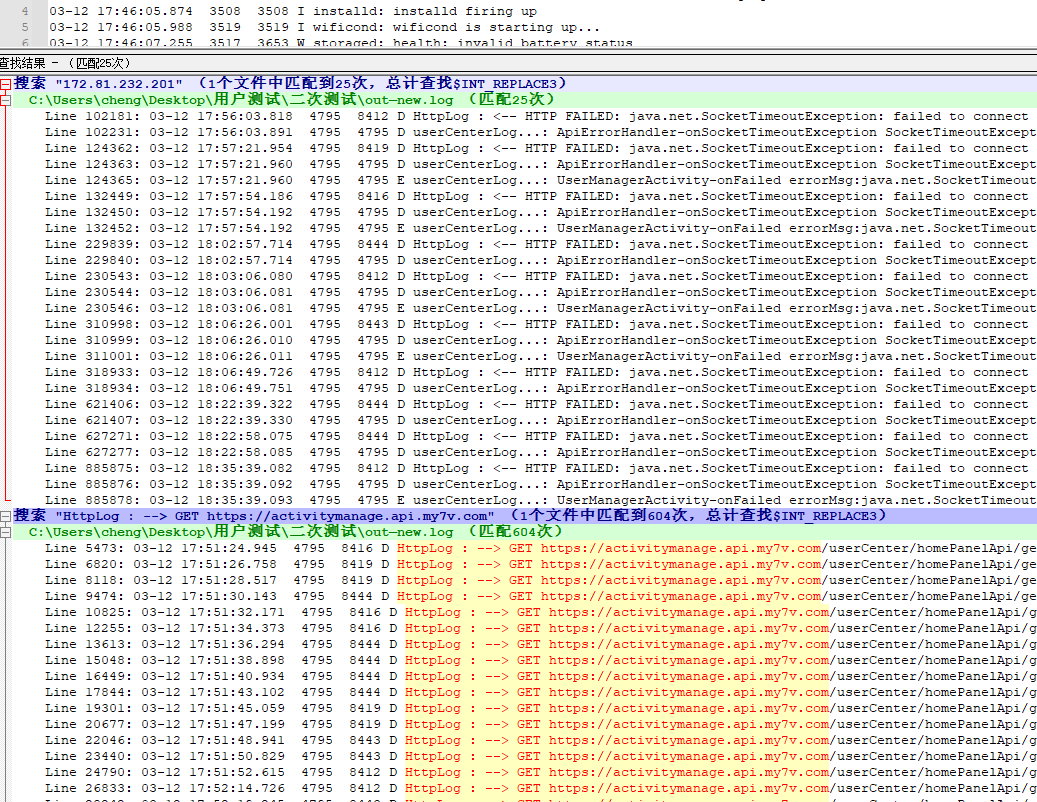 4 03-12 17:46:05.874 3508 3508 I installd: installd firing up
5 03-12 17:46:05.988 3519 3519 I wificond: wificond is starting up...
6 03-12 17:46:07.255 3517 3653 W storaged: health: invalid battery status
查找结果 - （匹配25次）
搜索 "172.81.232.201" （1个文件中匹配到25次，总计查找$INT_REPLACE3）
C:\Users\cheng\Desktop\用户测试\二次测试\out-new.log （匹配25次）
Line 102181: 03-12 17:56:03.818 4795 8412 D HttpLog : <-- HTTP FAILED: java.net.SocketTimeoutException: failed to connect
Line 102231: 03-12 17:56:03.891 4795 4795 D userCenterLog...: ApiErrorHandler-onSocketTimeoutException SocketTimeoutExcept
Line 124362: 03-12 17:57:21.954 4795 8419 D HttpLog : <-- HTTP FAILED: java.net.SocketTimeoutException: failed to connect
Line 124363: 03-12 17:57:21.960 4795 4795 D userCenterLog...: ApiErrorHandler-onSocketTimeoutException SocketTimeoutExcept
Line 124365: 03-12 17:57:21.960 4795 4795 E userCenterLog...: UserManagerActivity-onFailed errorMsg:java.net.SocketTimeout
Line 132449: 03-12 17:57:54.186 4795 8416 D HttpLog : <-- HTTP FAILED: java.net.SocketTimeoutException: failed to connect
Line 132450: 03-12 17:57:54.192 4795 4795 D userCenterLog...: ApiErrorHandler-onSocketTimeoutException SocketTimeoutExcept
Line 132452: 03-12 17:57:54.192 4795 4795 E userCenterLog...: UserManagerActivity-onFailed errorMsg:java.net.SocketTimeout
Line 229839: 03-12 18:02:57.714 4795 8444 D HttpLog : <-- HTTP FAILED: java.net.SocketTimeoutException: failed to connect
Line 229840: 03-12 18:02:57.714 4795 4795 D userCenterLog...: ApiErrorHandler-onSocketTimeoutException SocketTimeoutExcept
Line 230543: 03-12 18:03:06.080 4795 8412 D HttpLog : <-- HTTP FAILED: java.net.SocketTimeoutException: failed to connect
Line 230544: 03-12 18:03:06.081 4795 4795 D userCenterLog...: ApiErrorHandler-onSocketTimeoutException SocketTimeoutExcept
Line 230546: 03-12 18:03:06.081 4795 4795 E userCenterLog...: UserManagerActivity-onFailed errorMsg:java.net.SocketTimeout
Line 310998: 03-12 18:06:26.001 4795 8443 D HttpLog : <-- HTTP FAILED: java.net.SocketTimeoutException: failed to connect
Line 310999: 03-12 18:06:26.010 4795 4795 D userCenterLog...: ApiErrorHandler-onSocketTimeoutException SocketTimeoutExcept
Line 311001: 03-12 18:06:26.011 4795 4795 E userCenterLog...: UserManagerActivity-onFailed errorMsg:java.net.SocketTimeout
Line 318933: 03-12 18:06:49.726 4795 8412 D HttpLog : <-- HTTP FAILED: java.net.SocketTimeoutException: failed to connect
Line 318934: 03-12 18:06:49.751 4795 4795 D userCenterLog...: ApiErrorHandler-onSocketTimeoutException SocketTimeoutExcept
Line 621406: 03-12 18:22:39.322 4795 8444 D HttpLog : <-- HTTP FAILED: java.net.SocketTimeoutException: failed to connect
Line 621407: 03-12 18:22:39.330 4795 4795 D userCenterLog...: ApiErrorHandler-onSocketTimeoutException SocketTimeoutExcept
Line 627271: 03-12 18:22:58.075 4795 8444 D HttpLog : <-- HTTP FAILED: java.net.SocketTimeoutException: failed to connect
Line 627277: 03-12 18:22:58.085 4795 4795 D userCenterLog...: ApiErrorHandler-onSocketTimeoutException SocketTimeoutExcept
Line 885875: 03-12 18:35:39.082 4795 8412 D HttpLog : <-- HTTP FAILED: java.net.SocketTimeoutException: failed to connect
Line 885876: 03-12 18:35:39.092 4795 4795 D userCenterLog...: ApiErrorHandler-onSocketTimeoutException SocketTimeoutExcept
Line 885878: 03-12 18:35:39.093 4795 4795 E userCenterLog...: UserManagerActivity-onFailed errorMsg:java.net.SocketTimeout
搜索 "HttpLog : --> GET https://activitymanage.api.my7v.com" （1个文件中匹配到604次，总计查找$INT_REPLACE3）
C:\Users\cheng\Desktop\用户测试\二次测试\out-new.log （匹配604次）
Line 5473: 03-12 17:51:24.945 4795 8416 D HttpLog : --> GET https://activitymanage.api.my7v.com/userCenter/homePanelApi/ge
Line 6820: 03-12 17:51:26.758 4795 8419 D HttpLog : --> GET https://activitymanage.api.my7v.com/userCenter/homePanelApi/ge
Line 8118: 03-12 17:51:28.517 4795 8419 D HttpLog : --> GET https://activitymanage.api.my7v.com/userCenter/homePanelApi/ge
Line 9474: 03-12 17:51:30.143 4795 8444 D HttpLog : --> GET https://activitymanage.api.my7v.com/userCenter/homePanelApi/ge
Line 10825: 03-12 17:51:32.171 4795 8416 D HttpLog : --> GET https://activitymanage.api.my7v.com/userCenter/homePanelApi/g
Line 12255: 03-12 17:51:34.373 4795 8416 D HttpLog : --> GET https://activitymanage.api.my7v.com/userCenter/homePanelApi/g
Line 13613: 03-12 17:51:36.294 4795 8444 D HttpLog : --> GET https://activitymanage.api.my7v.com/userCenter/homePanelApi/g
Line 15048: 03-12 17:51:38.898 4795 8444 D HttpLog : --> GET https://activitymanage.api.my7v.com/userCenter/homePanelApi/g
Line 16449: 03-12 17:51:40.934 4795 8444 D HttpLog : --> GET https://activitymanage.api.my7v.com/userCenter/homePanelApi/g
Line 17844: 03-12 17:51:43.102 4795 8444 D HttpLog : --> GET https://activitymanage.api.my7v.com/userCenter/homePanelApi/g
Line 19301: 03-12 17:51:45.059 4795 8419 D HttpLog : --> GET https://activitymanage.api.my7v.com/userCenter/homePanelApi/g
Line 20677: 03-12 17:51:47.199 4795 8419 D HttpLog : --> GET https://activitymanage.api.my7v.com/userCenter/homePanelApi/g
Line 22046: 03-12 17:51:48.941 4795 8443 D HttpLog : --> GET https://activitymanage.api.my7v.com/userCenter/homePanelApi/g
Line 23440: 03-12 17:51:50.829 4795 8443 D HttpLog : --> GET https://activitymanage.api.my7v.com/userCenter/homePanelApi/g
Line 24790: 03-12 17:51:52.615 4795 8412 D HttpLog : --> GET https://activitymanage.api.my7v.com/userCenter/homePanelApi/g
Line 26833: 03-12 17:52:14.726 4795 8412 D HttpLog : --> GET https://activitymanage.api.my7v.com/userCenter/homePanelApi/g